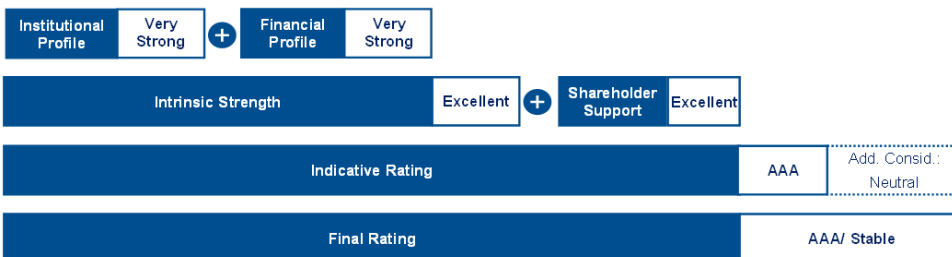 Institutional Profile
Very Strong
+
Financial Profile
Very Strong
Intrinsic Strength
Excellent
+
Shareholder Support
Excellent
Indicative Rating
AAA
Add. Consid.:
Neutral
Final Rating
AAA/ Stable